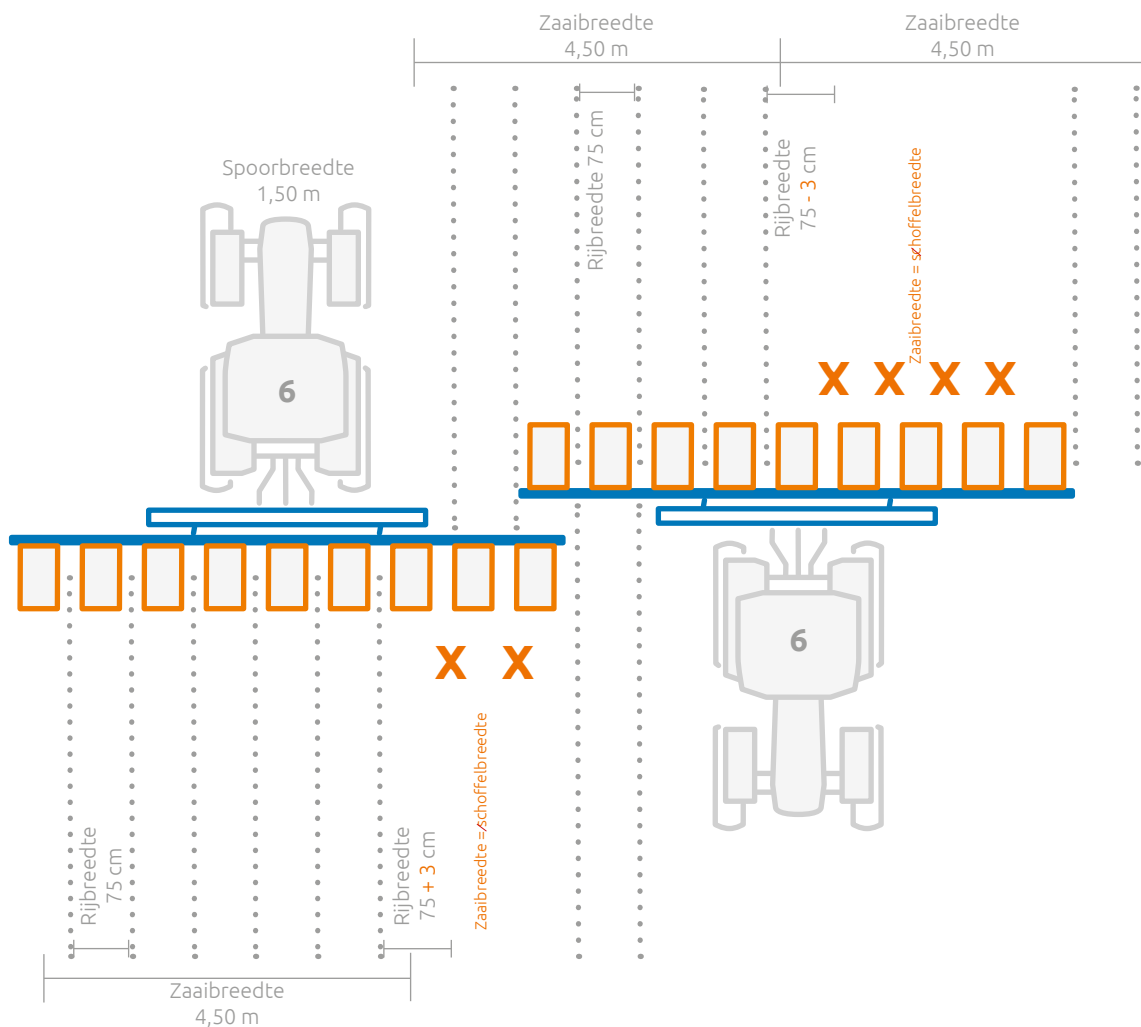 Zaaibreedte
4,50 m
Zaaibreedte
4,50 m
Spoorbreedte
1,50 m
Rijbreedte 75 cm
Rijbreedte
75 - 3 cm
Zaaibreedte = schoffelbreedte
6
X X X X
6
X X
Zaaibreedte = schoffelbreedte
Rijbreedte
75 cm
Rijbreedte
75 + 3 cm
Zaaibreedte
4,50 m